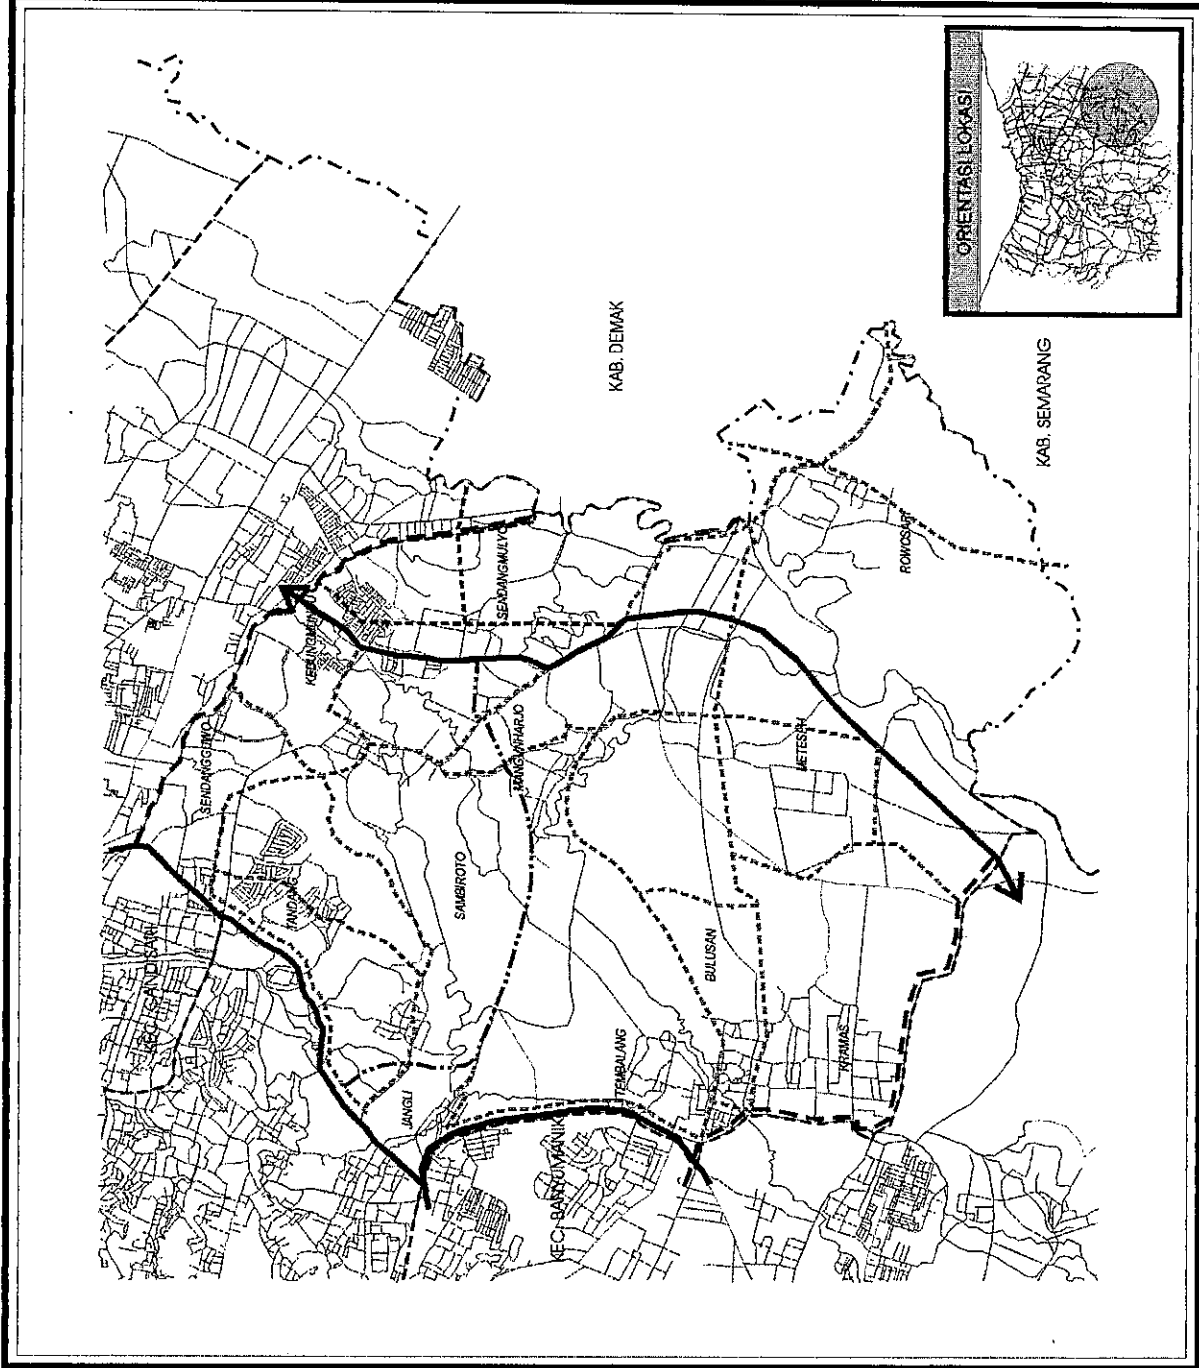 ORIENTASI LOKASI
KAB. DEMAK
KAB. SEMARANG
KEC. GANDISARI
SENDANGGUWO
KEDUNGMUNDU
TANDANG
SENDANGMULYO
JANGLI
SAMBIROTO
MANGUNHARJO
KEC. BANYUMANIK
TEMBALANG
BULUSAN
METESEH
ROWOSARI
KRAMAS